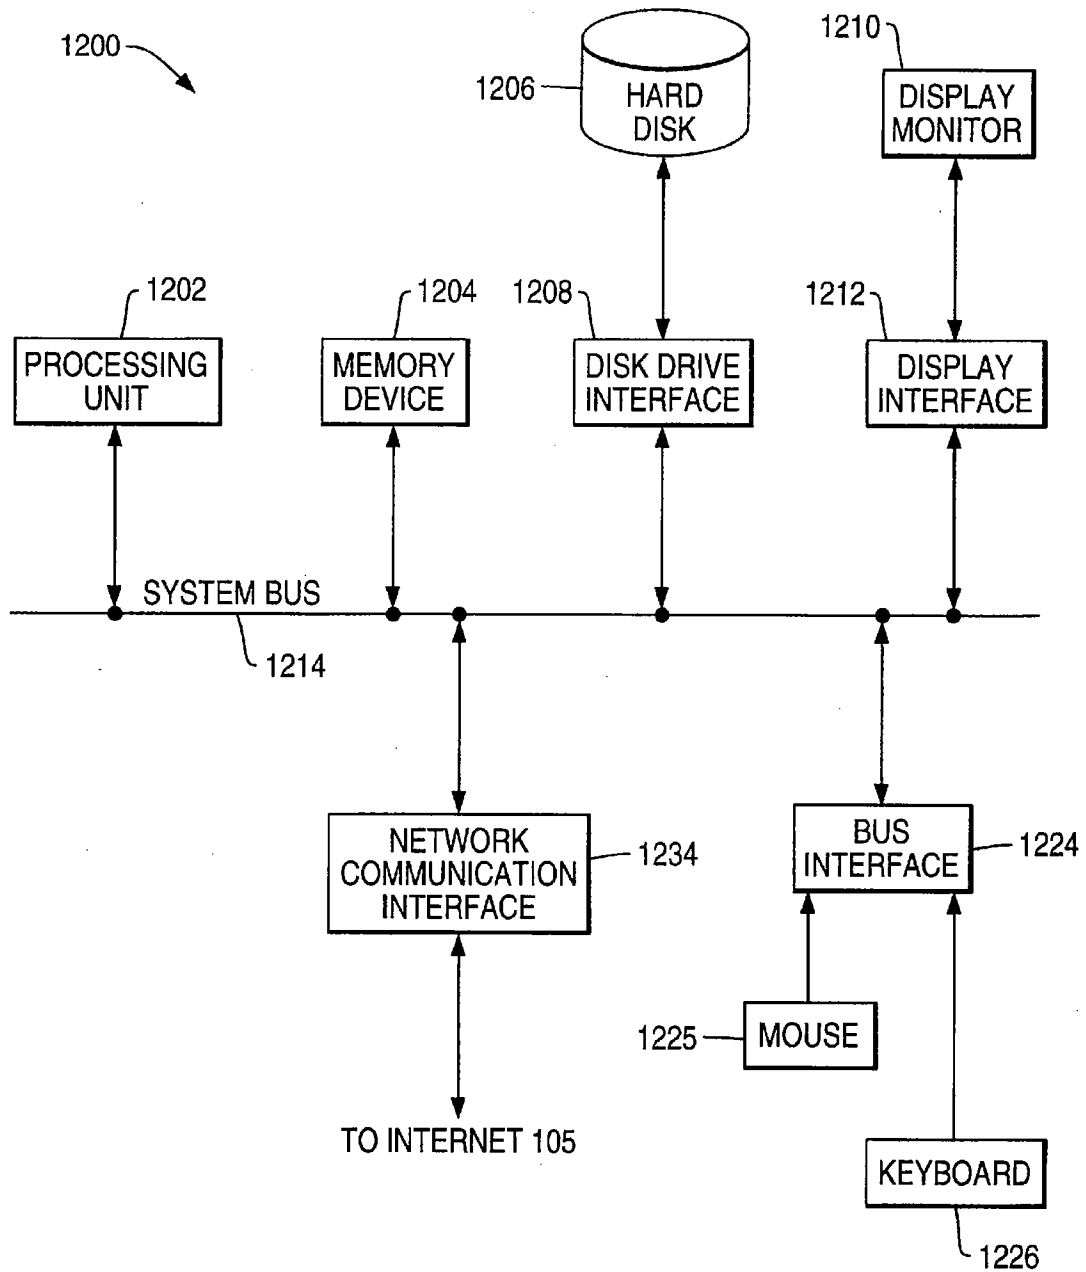 1200
1206
HARD
DISK
1210
DISPLAY
MONITOR
1202
PROCESSING
UNIT
1204
MEMORY
DEVICE
1208
DISK DRIVE
INTERFACE
1212
DISPLAY
INTERFACE
SYSTEM BUS
1214
NETWORK
COMMUNICATION
INTERFACE
1234
BUS
INTERFACE
1224
1225
MOUSE
TO INTERNET 105
KEYBOARD
1226